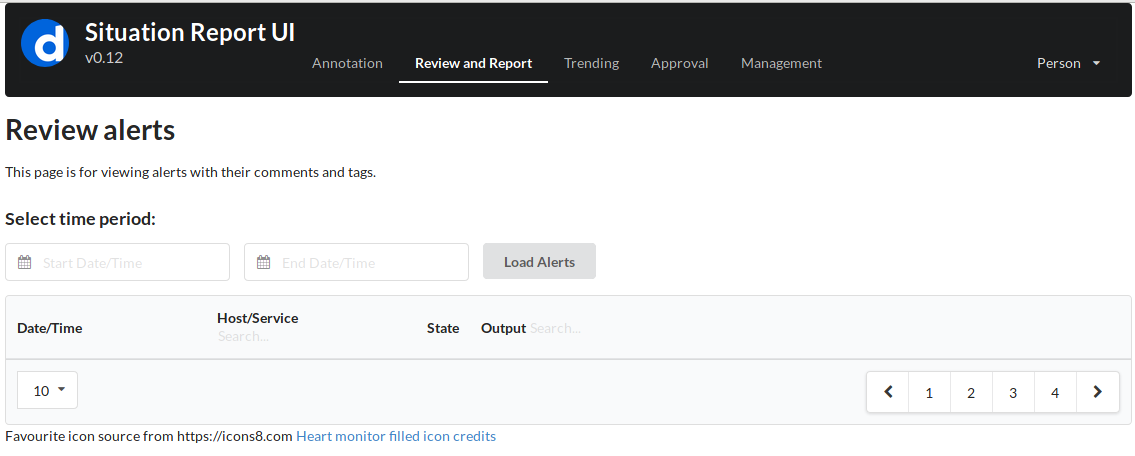 d
Situation Report UI
v0.12
Annotation Review and Report Trending Approval Management Person
Review alerts
This page is for viewing alerts with their comments and tags.
Select time period:
Start Date/Time End Date/Time Load Alerts
Date/Time Host/Service Search... State Output Search...
10 1 2 3 4
Favourite icon source from https://icons8.com Heart monitor filled icon credits